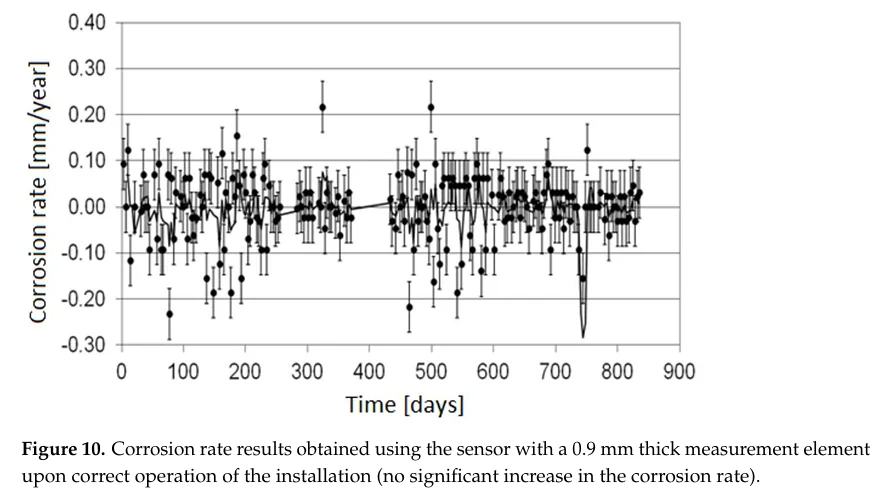 0.40
0.30
0.20
0.10
0.00
-0.10
-0.20
-0.30
Corrosion rate [mm/year]
0 100 200 300 400 500 600 700 800 900
Time [days]
Figure 10. Corrosion rate results obtained using the sensor with a 0.9 mm thick measurement element
upon correct operation of the installation (no significant increase in the corrosion rate).